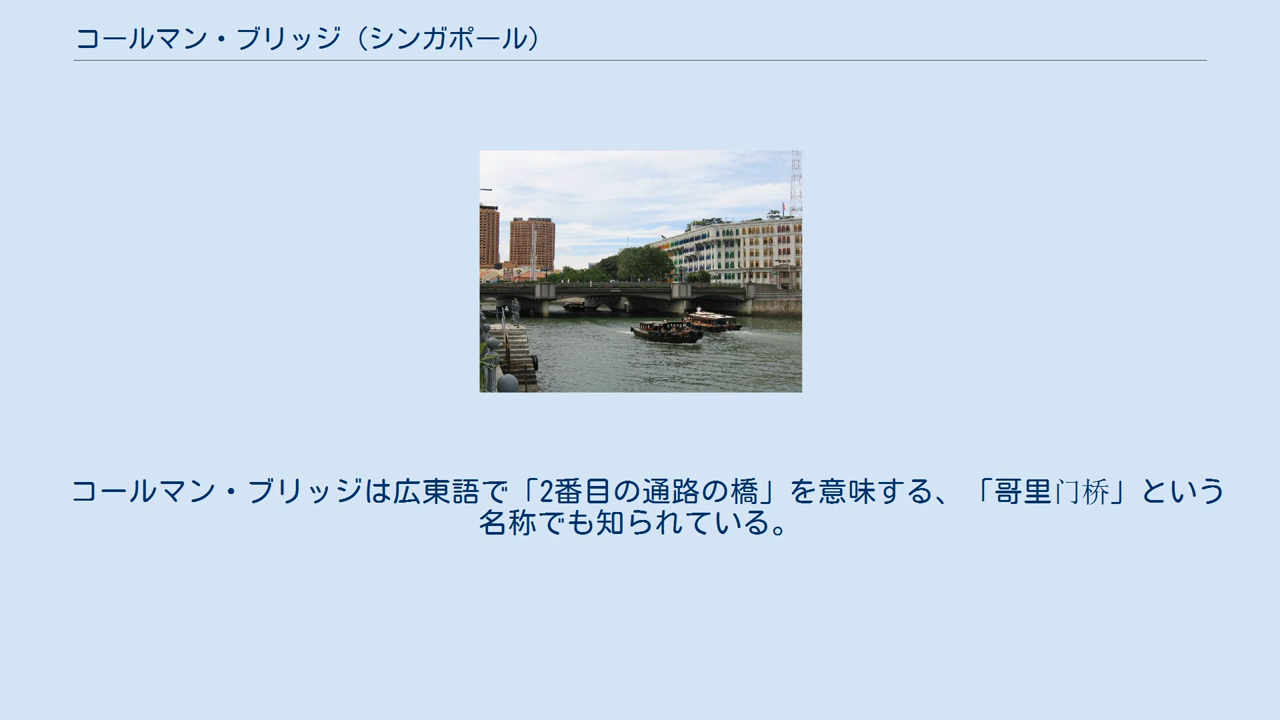 コールマン・ブリッジ（シンガポール）
コールマン・ブリッジは広東語で「2番目の通路の橋」を意味する、「哥里门桥」という
名称でも知られている。